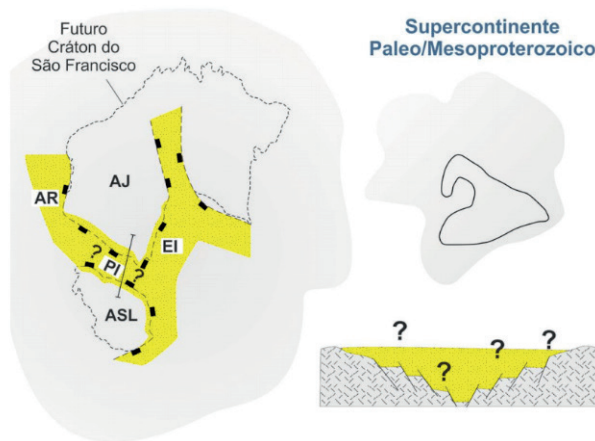 Futuro
Cráton do
São Francisco
Supercontinente
Paleo/Mesoproterozoico
AJ
AR
EI
?
PI
?
ASL
?
?
?
?